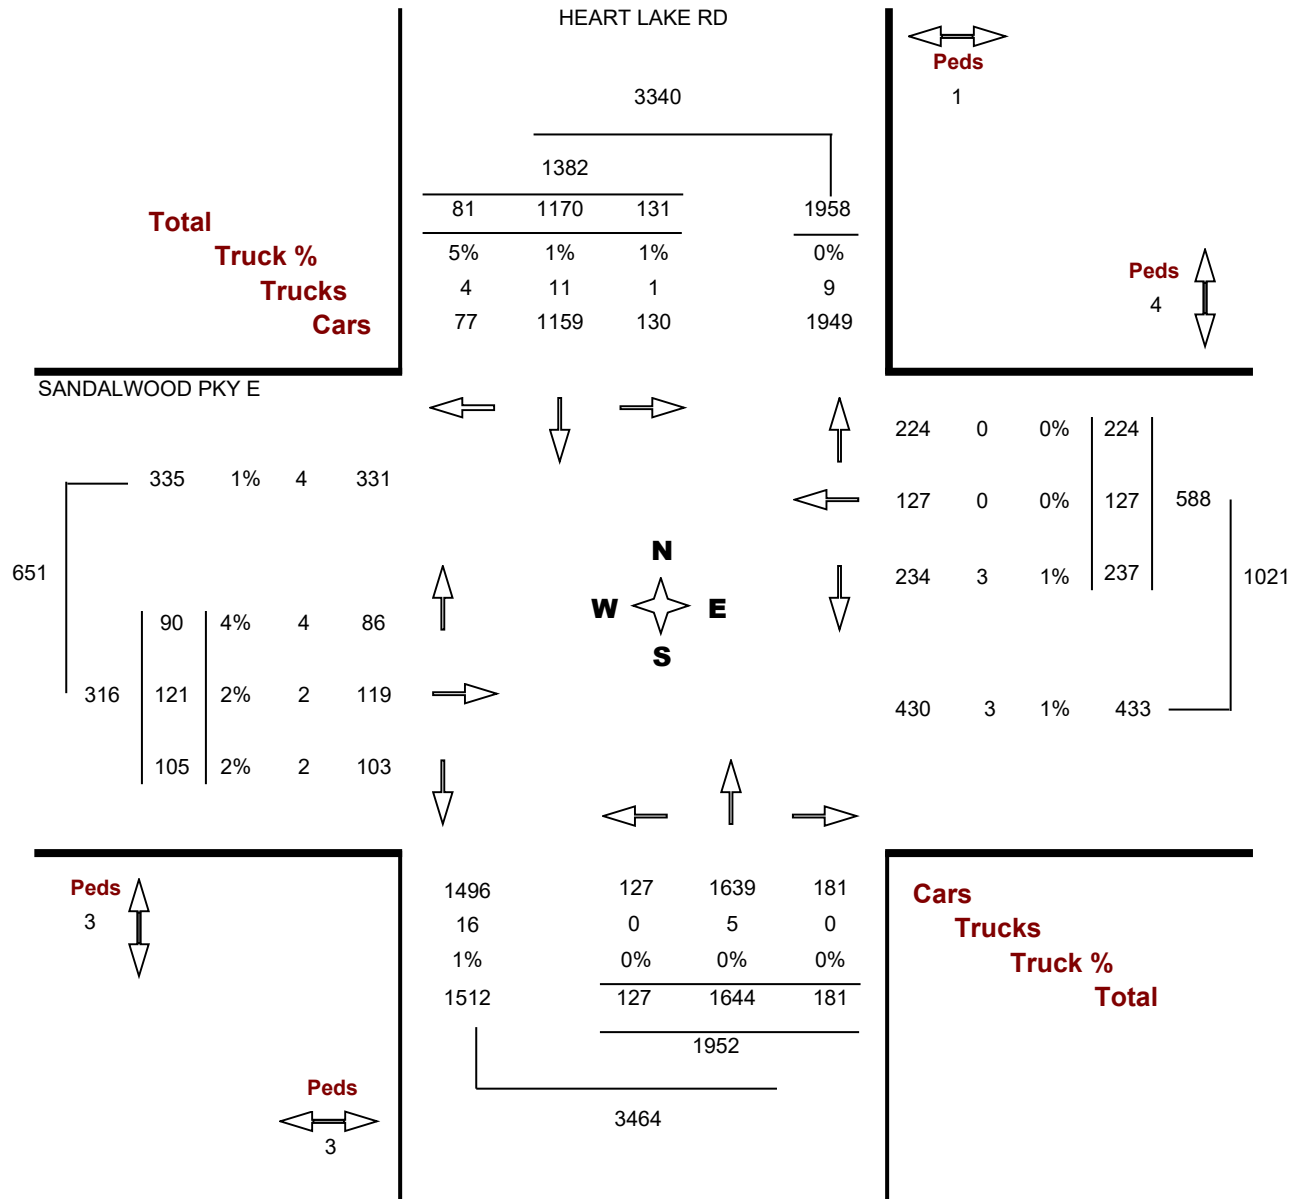 HEART LAKE RD
Peds
1
3340
1382
81 1170 131 1958
Total
Truck %
5% 1% 1% 0%
Trucks
4 11 1 9
Cars
77 1159 130 1949
Peds
4
SANDALWOOD PKY E
224 0 0% 224
335 1% 4 331
127 0 0% 127 588
N
651
234 3 1% 237 1021
W E
S
90 4% 4 86
316 121 2% 2 119
430 3 1% 433
105 2% 2 103
Peds
3
1496 127 1639 181
Cars
16 0 5 0
Trucks
1% 0% 0% 0%
Truck %
1512 127 1644 181
Total
1952
Peds
3464
3